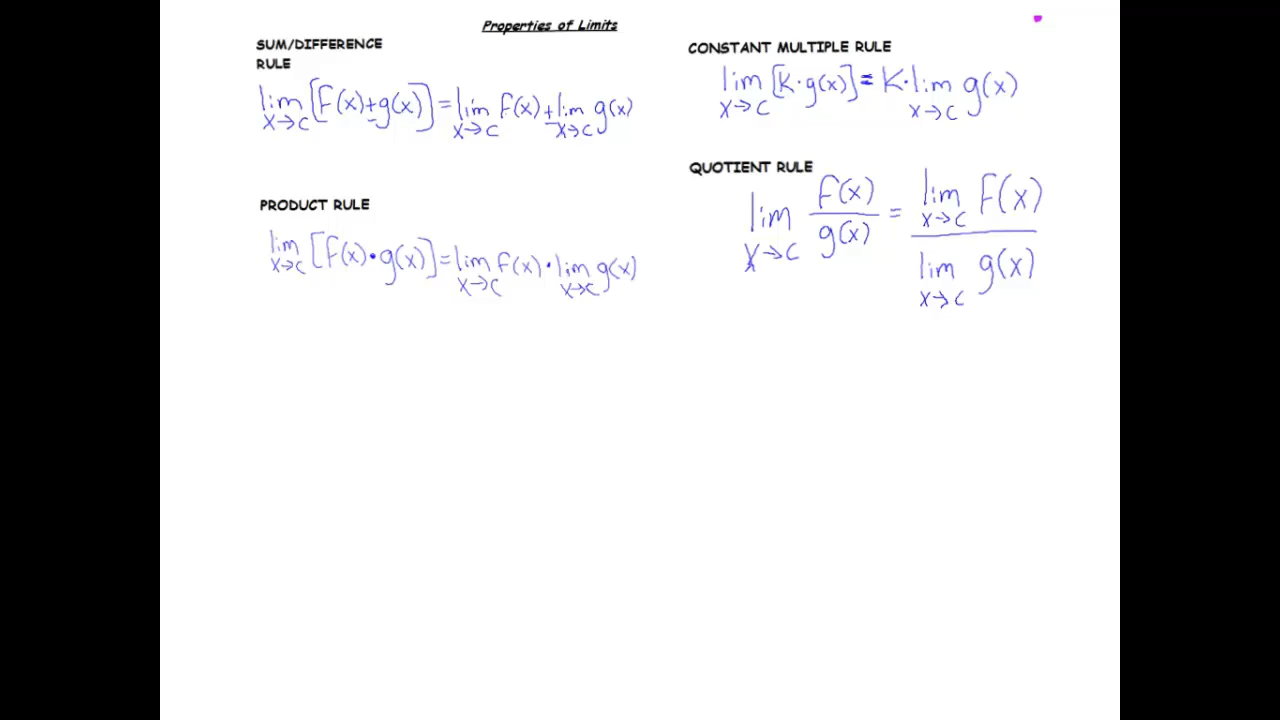 Properties of Limits
SUM/DIFFERENCE
RULE
lim x→c [f(x) ± g(x)] = lim x→c f(x) ± lim x→c g(x)
PRODUCT RULE
lim x→c [f(x) • g(x)] = lim x→c f(x) • lim x→c g(x)
CONSTANT MULTIPLE RULE
lim x→c [K · g(x)] = K · lim x→c g(x)
QUOTIENT RULE
lim x→c f(x)/g(x) = lim x→c f(x) / lim x→c g(x)